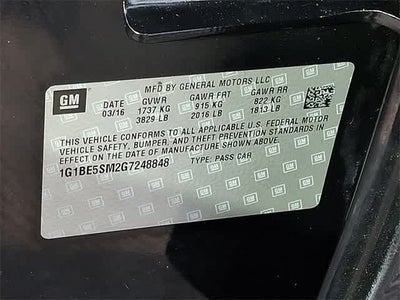 MFD BY GENERAL MOTORS LLC
GM DATE GVWR GAWR FRT GAWR RR
03/16 1737 KG 915 KG 822 KG
3829 LB 2016 LB 1813 LB
THIS VEHICLE CONFORMS TO ALL APPLICABLE U.S. FEDERAL MOTOR
VEHICLE SAFETY, BUMPER, AND THEFT PREVENTION STANDARDS IN
EFFECT ON THE DATE OF MANUFACTURE SHOWN ABOVE.
1G1BE5SM2G7248848 TYPE: PASS CAR